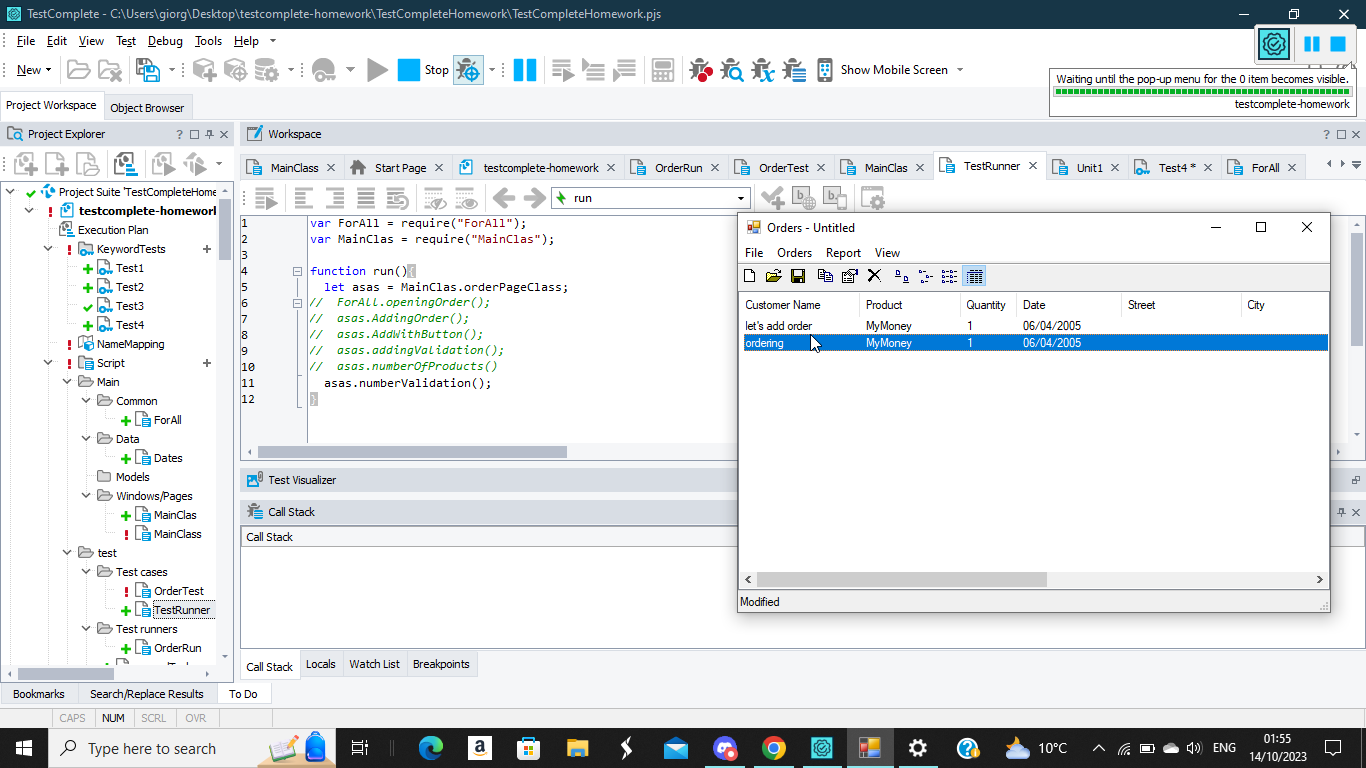 TestComplete - C:\Users\giorg\Desktop\testcomplete-homework\TestCompleteHomework\TestCompleteHomework.pjs
File Edit View Test Debug Tools Help
New Stop Show Mobile Screen
Waiting until the pop-up menu for the 0 item becomes visible.
testcomplete-homework
Project Workspace Object Browser
Project Explorer
Workspace
MainClass Start Page testcomplete-homework OrderRun OrderTest MainClas TestRunner Unit1 Test4 * ForAll
run
Project Suite 'TestCompleteHome
testcomplete-homework
Execution Plan
KeywordTests
Test1
Test2
Test3
Test4
NameMapping
Script
Main
Common
ForAll
Data
Dates
Models
Windows/Pages
MainClas
MainClass
test
Test cases
OrderTest
TestRunner
Test runners
OrderRun
1 var ForAll = require("ForAll");
2 var MainClas = require("MainClas");
3
4 function run(){
5 let asas = MainClas.orderPageClass;
6 // ForAll.openingOrder();
7 // asas.AddingOrder();
8 // asas.AddWithButton();
9 // asas.addingValidation();
10 // asas.numberOfProducts()
11 asas.numberValidation();
12 }
Orders - Untitled
File Orders Report View
Customer Name Product Quantity Date Street City
let's add order MyMoney 1 06/04/2005
ordering MyMoney 1 06/04/2005
Modified
Test Visualizer
Call Stack
Call Stack
Call Stack Locals Watch List Breakpoints
Bookmarks Search/Replace Results To Do
CAPS NUM SCRL OVR
Type here to search
10°C
ENG
01:55
14/10/2023